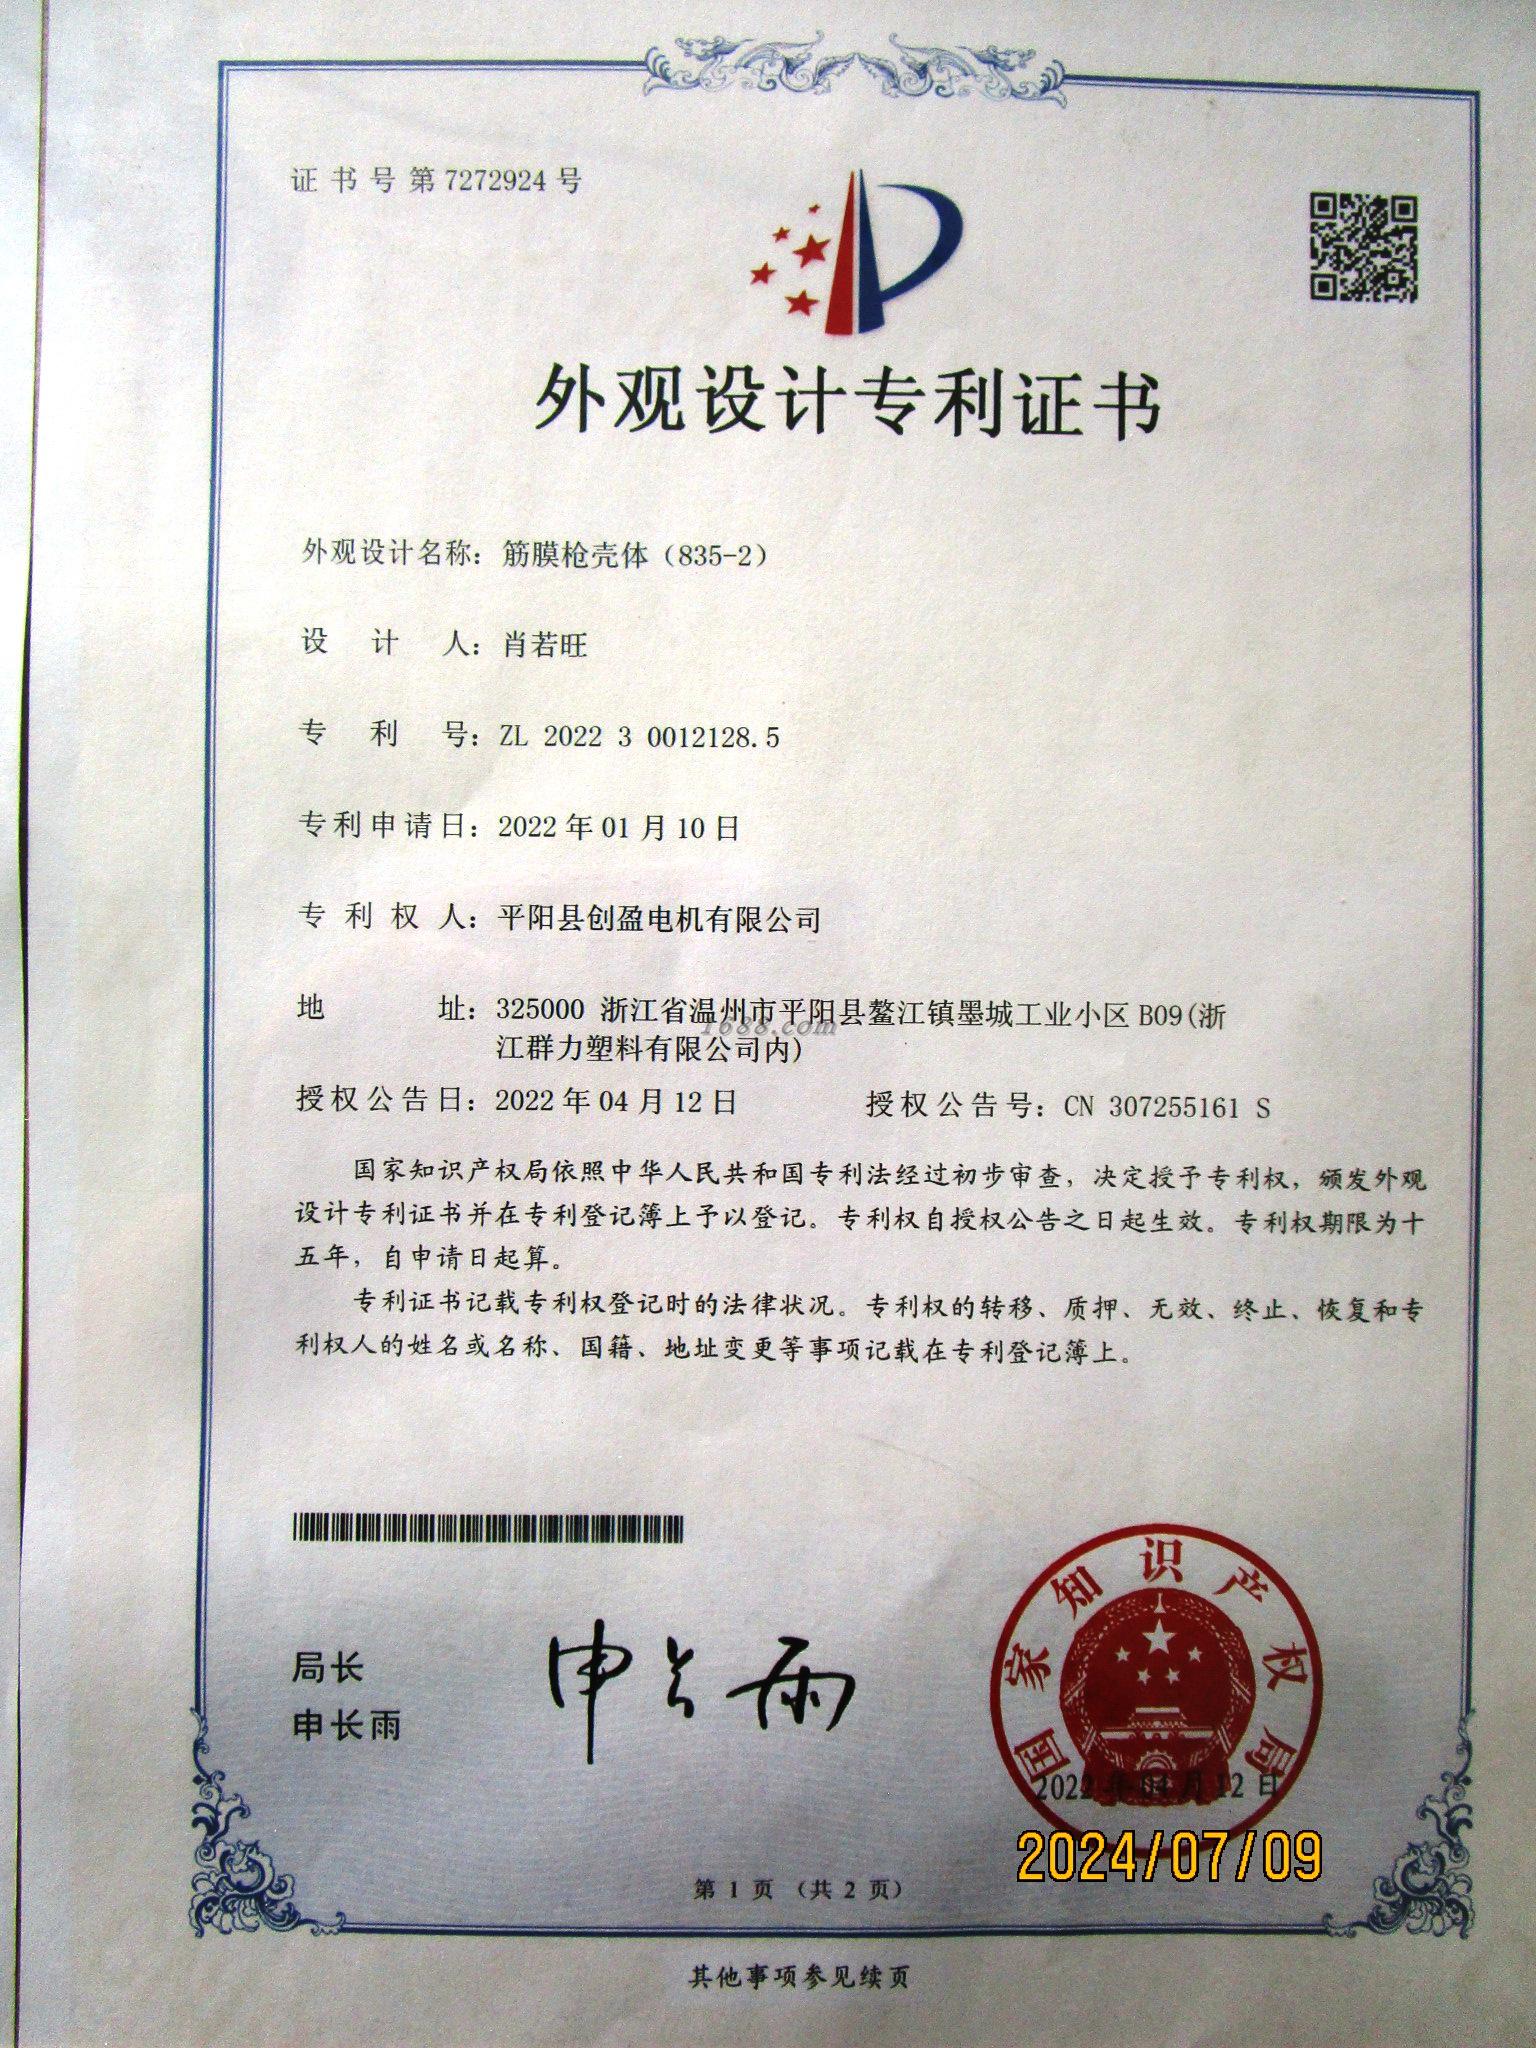 证书号第7272924号
外观设计专利证书
外观设计名称：筋膜枪壳体（835-2）
设计人：肖若旺
专利号：ZL 2022 3 0012128.5
专利申请日：2022年01月10日
专利权人：平阳县创盈电机有限公司
地址：325000 浙江省温州市平阳县鳌江镇墨城工业小区B09(浙
江群力塑料有限公司内)
1688.com
授权公告日：2022年04月12日 授权公告号：CN 307255161 S
国家知识产权局依照中华人民共和国专利法经过初步审查，决定授予专利权，颁发外观
设计专利证书并在专利登记簿上予以登记。专利权自授权公告之日起生效。专利权期限为十
五年，自申请日起算。
专利证书记载专利权登记时的法律状况。专利权的转移、质押、无效、终止、恢复和专
利权人的姓名或名称、国籍、地址变更等事项记载在专利登记簿上。
局长
申长雨
申长雨
国家知识产权局
2022年04月12日
2024/07/09
第 1 页 （共 2 页）
其他事项参见续页